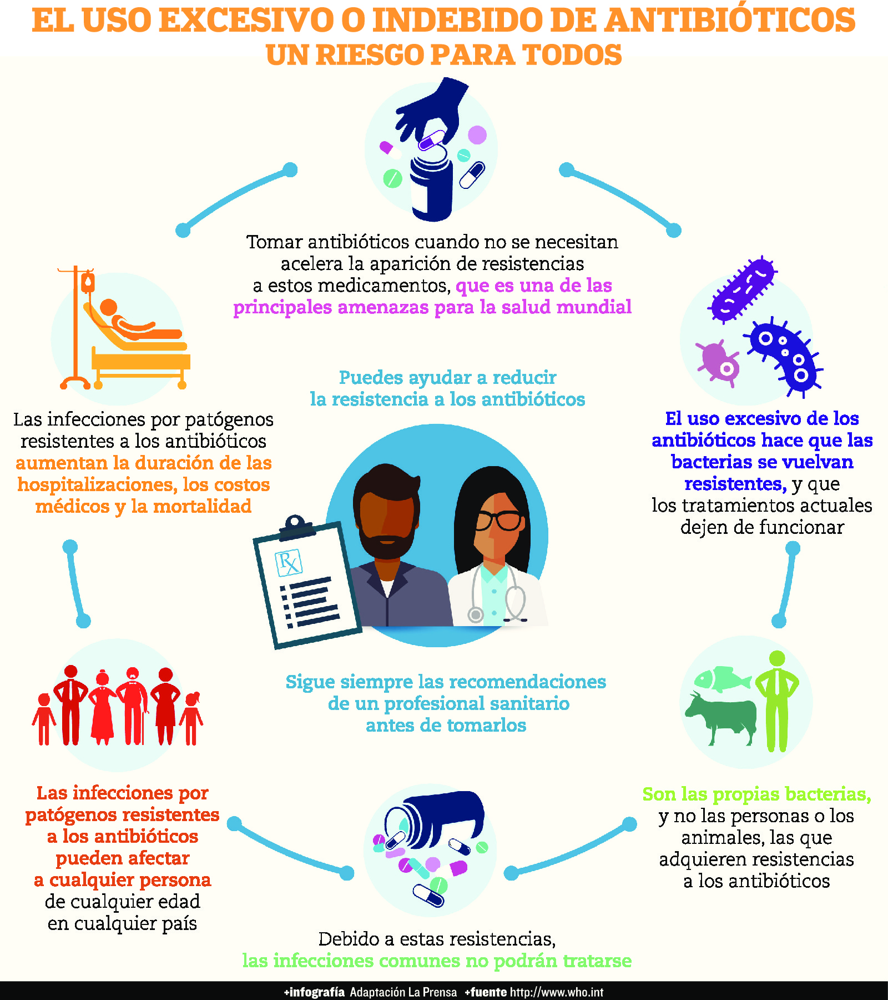 EL USO EXCESIVO O INDEBIDO DE ANTIBIÓTICOS
UN RIESGO PARA TODOS
Tomar antibióticos cuando no se necesitan
acelera la aparición de resistencias
a estos medicamentos, que es una de las
principales amenazas para la salud mundial
El uso excesivo de los
antibióticos hace que las
bacterias se vuelvan
resistentes, y que
los tratamientos actuales
dejen de funcionar
Son las propias bacterias,
y no las personas o los
animales, las que
adquieren resistencias
a los antibióticos
Debido a estas resistencias,
las infecciones comunes no podrán tratarse
Las infecciones por
patógenos resistentes
a los antibióticos
pueden afectar
a cualquier persona
de cualquier edad
en cualquier país
Las infecciones por patógenos
resistentes a los antibióticos
aumentan la duración de las
hospitalizaciones, los costos
médicos y la mortalidad
Puedes ayudar a reducir
la resistencia a los antibióticos
Rx
Sigue siempre las recomendaciones
de un profesional sanitario
antes de tomarlos
+infografía Adaptación La Prensa +fuente http://www.who.int